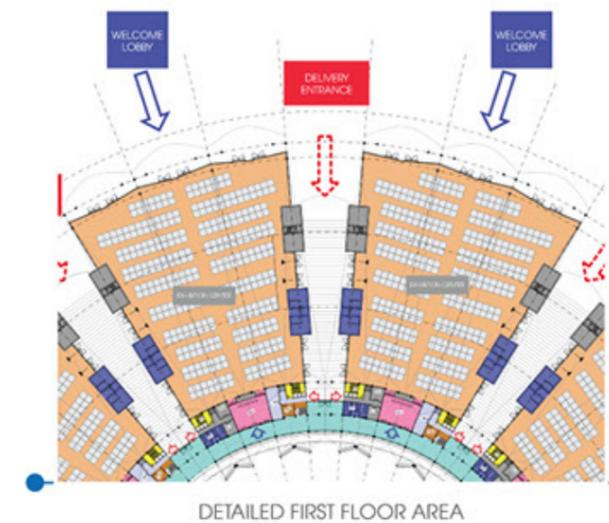 WELCOME
LOBBY
WELCOME
LOBBY
DELIVERY
ENTRANCE
EXHIBITION CENTER
EXHIBITION CENTER
DETAILED FIRST FLOOR AREA